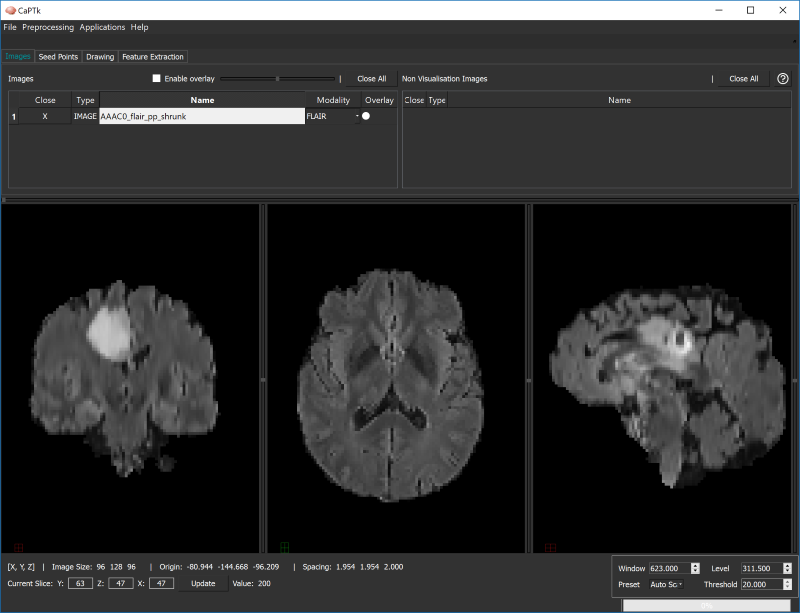 CaPTk
File Preprocessing Applications Help
Images Seed Points Drawing Feature Extraction
Images Enable overlay | Close All Non Visualisation Images | Close All ?
Close Type Name Modality Overlay Close Type Name
1 X IMAGE AAAC0_flair_pp_shrunk FLAIR
[X, Y, Z] | Image Size: 96 128 96 | Origin: -80.944 -144.668 -96.209 | Spacing: 1.954 1.954 2.000
Current Slice: Y: 63 Z: 47 X: 47 Update Value: 200
Window 623.000 Level 311.500
Preset Auto Sc Threshold 20.000
0%